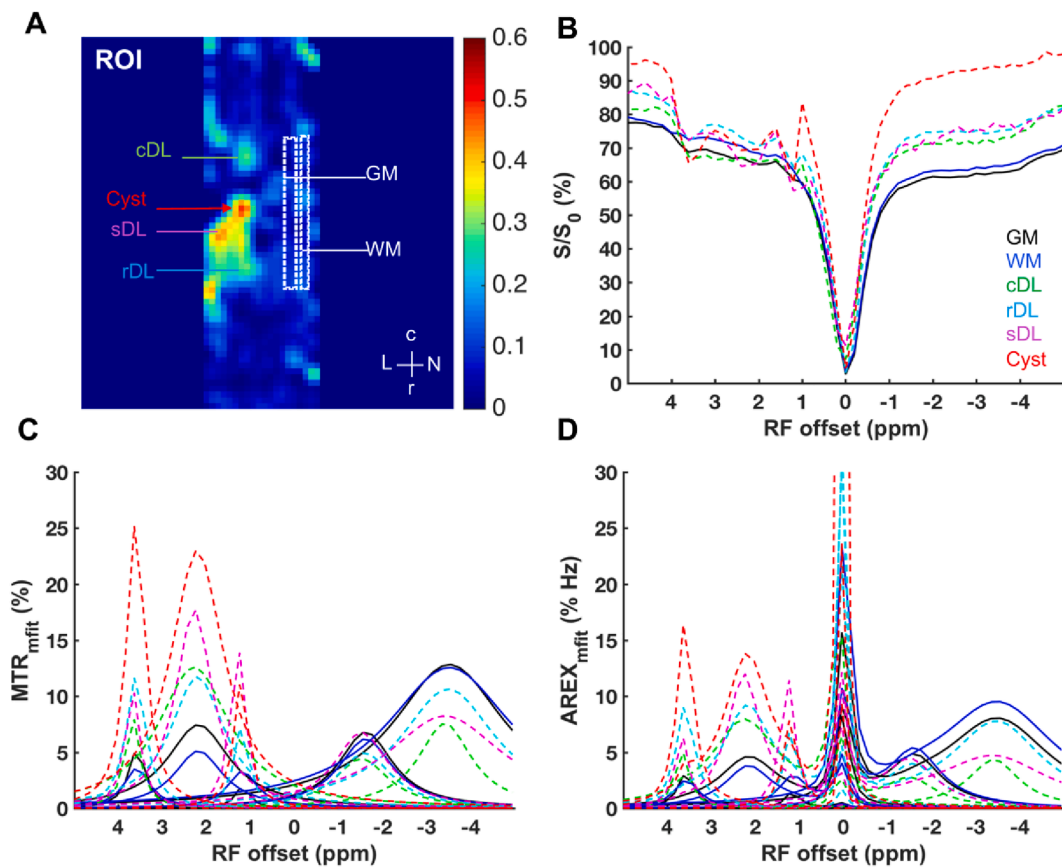 A
ROI
cDL
Cyst
sDL
rDL
GM
WM
c
L N
r
0.6
0.5
0.4
0.3
0.2
0.1
0
B
S/S0 (%)
100
90
80
70
60
50
40
30
20
10
0
4 3 2 1 0 -1 -2 -3 -4
RF offset (ppm)
GM
WM
cDL
rDL
sDL
Cyst
C
MTRmfit (%)
30
25
20
15
10
5
0
4 3 2 1 0 -1 -2 -3 -4
RF offset (ppm)
D
AREXmfit (% Hz)
30
25
20
15
10
5
0
4 3 2 1 0 -1 -2 -3 -4
RF offset (ppm)